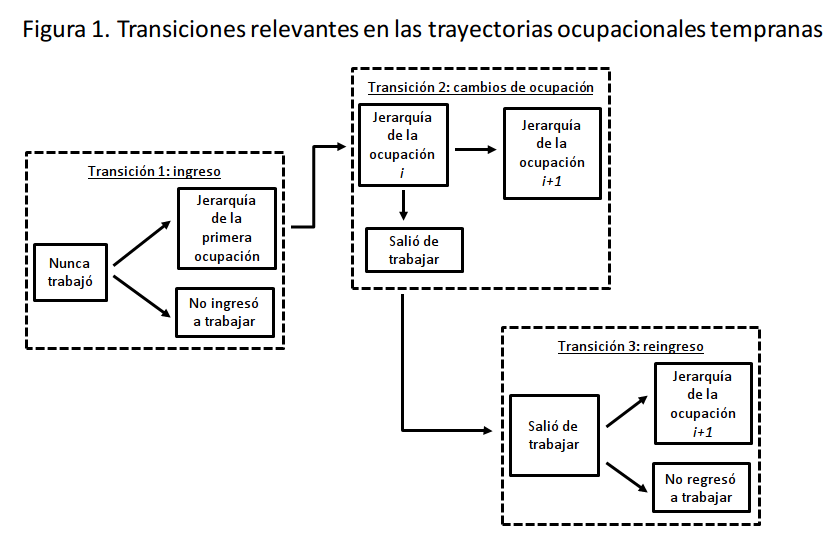 Figura 1. Transiciones relevantes en las trayectorias ocupacionales tempranas
Transición 1: ingreso
Nunca
trabajó
Jerarquía
de la
primera
ocupación
No ingresó
a trabajar
Transición 2: cambios de ocupación
Jerarquía
de la
ocupación
i
Jerarquía
de la
ocupación
i+1
Salió de
trabajar
Transición 3: reingreso
Salió de
trabajar
Jerarquía
de la
ocupación
i+1
No regresó
a trabajar